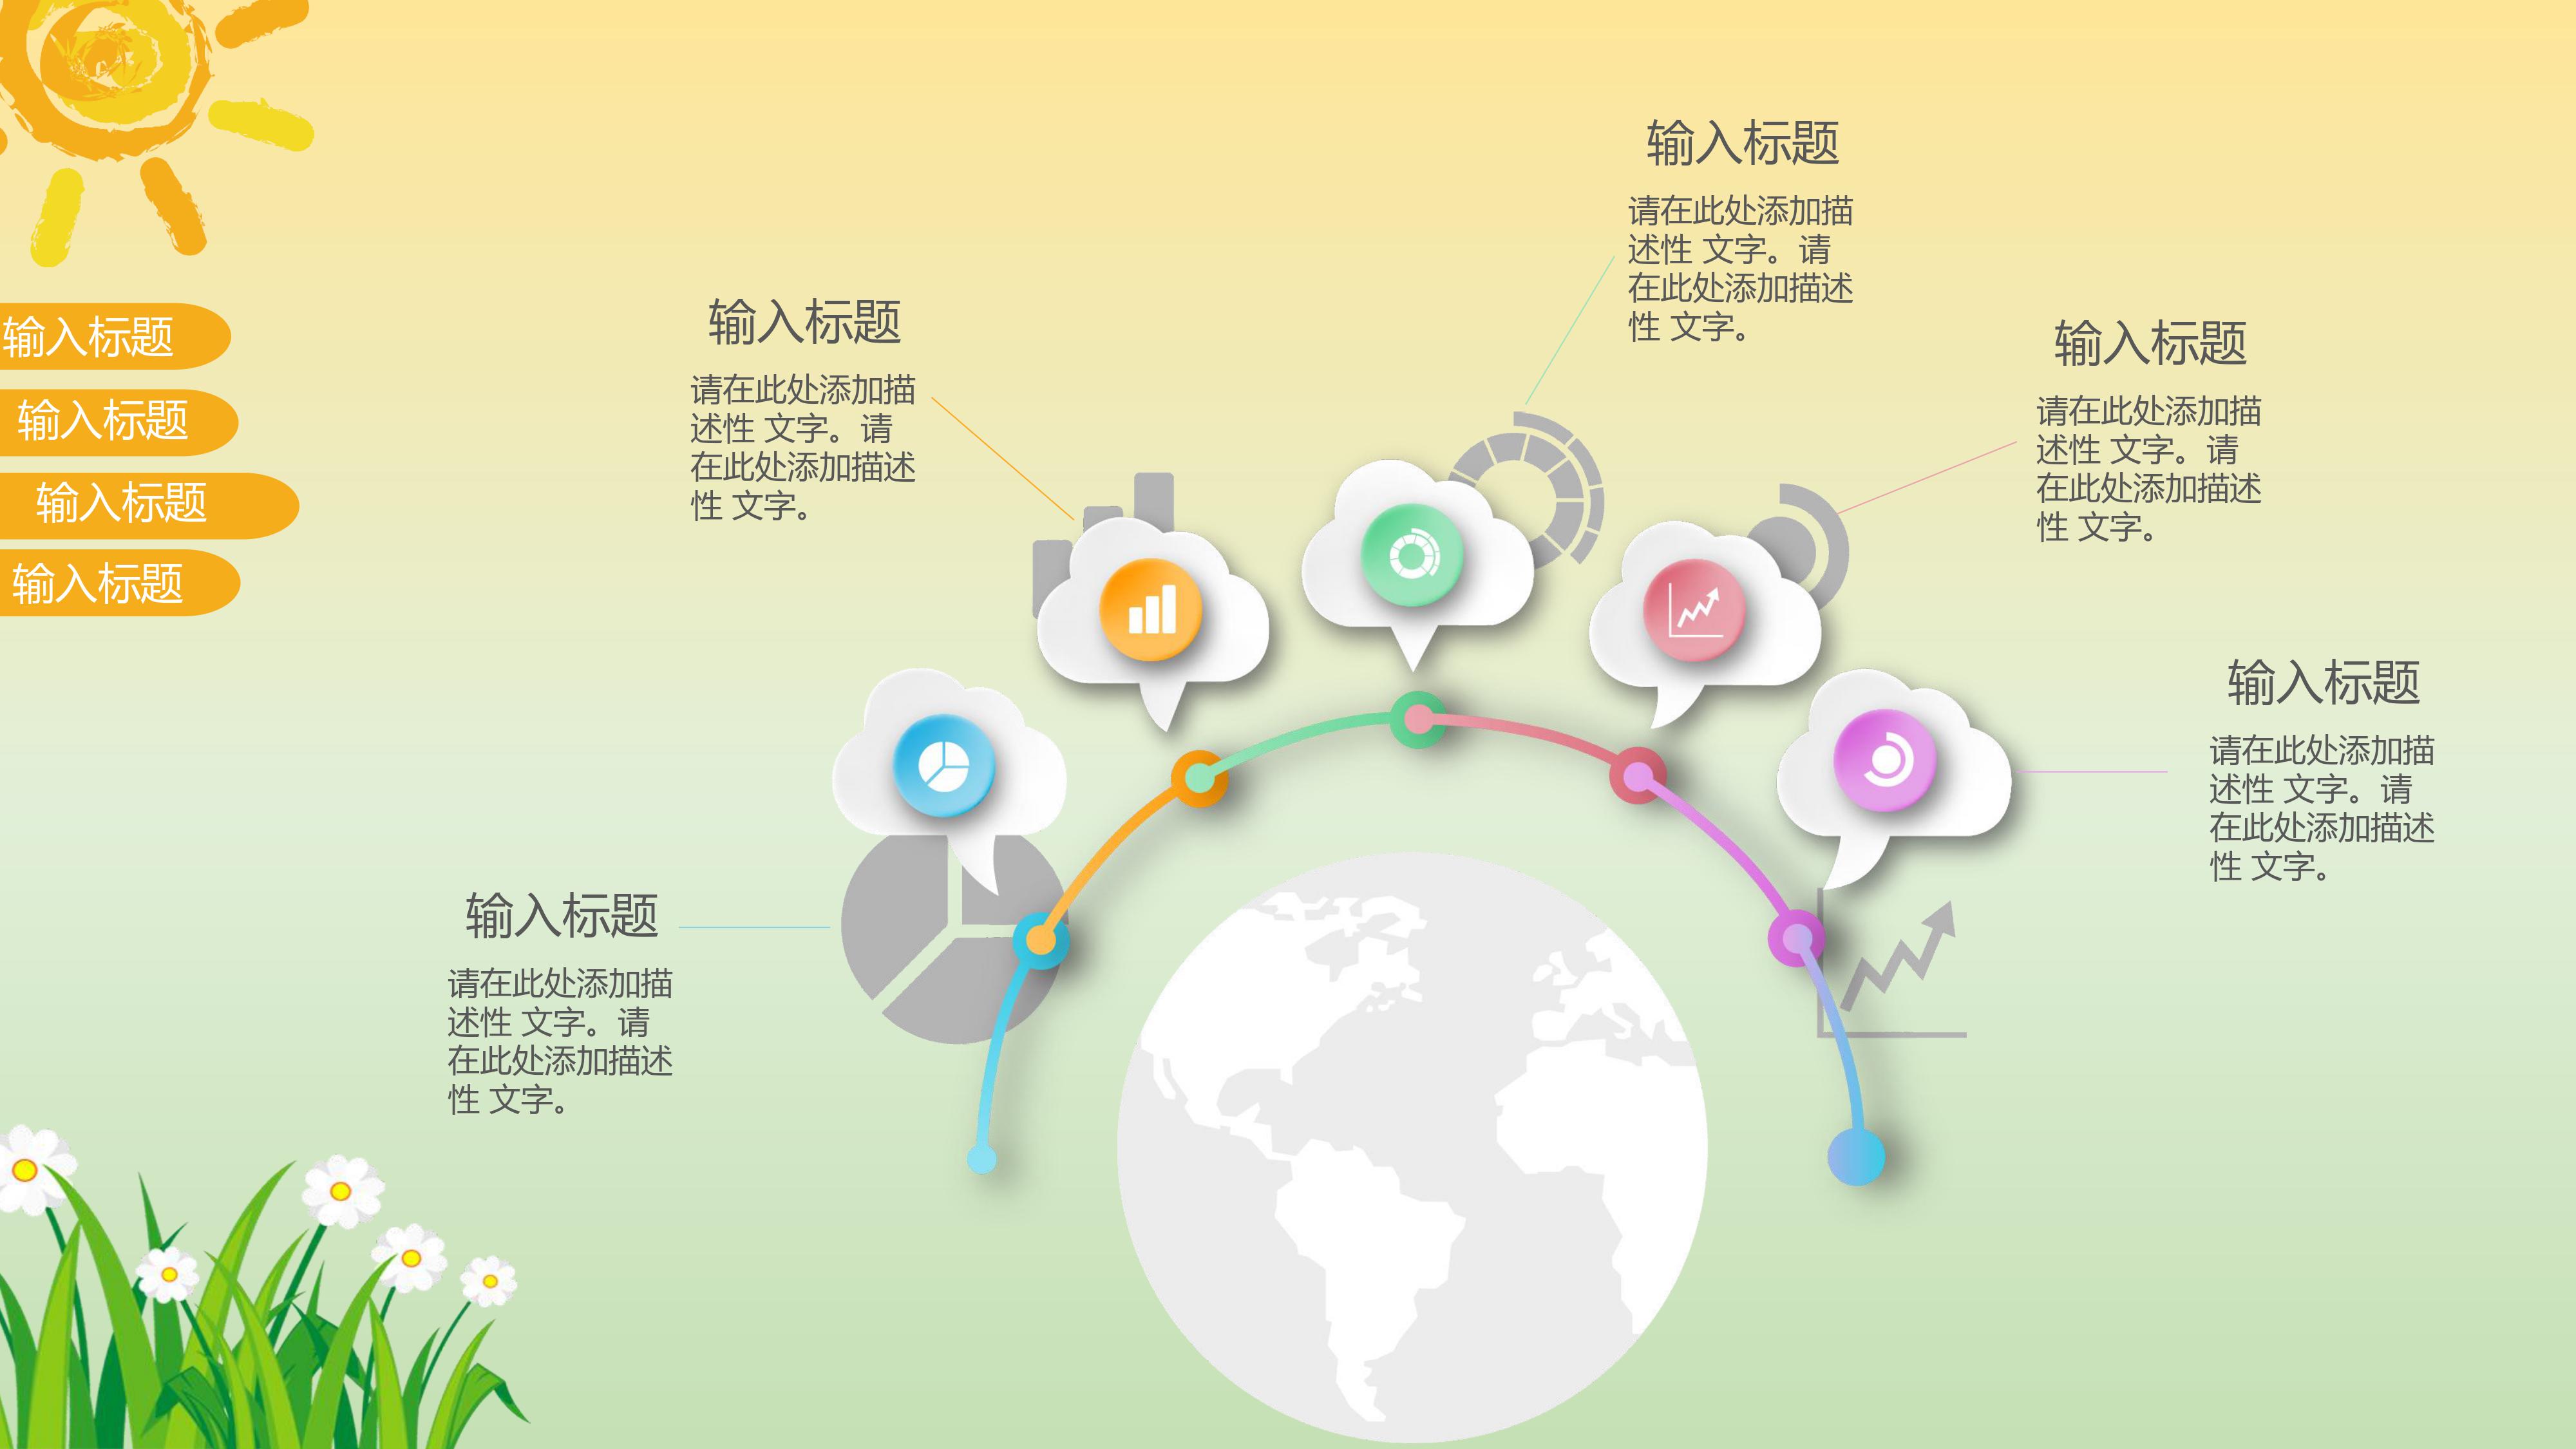 输入标题
输入标题
输入标题
输入标题
输入标题
请在此处添加描
述性 文字。请
在此处添加描述
性 文字。
输入标题
请在此处添加描
述性 文字。请
在此处添加描述
性 文字。
输入标题
请在此处添加描
述性 文字。请
在此处添加描述
性 文字。
输入标题
请在此处添加描
述性 文字。请
在此处添加描述
性 文字。
输入标题
请在此处添加描
述性 文字。请
在此处添加描述
性 文字。